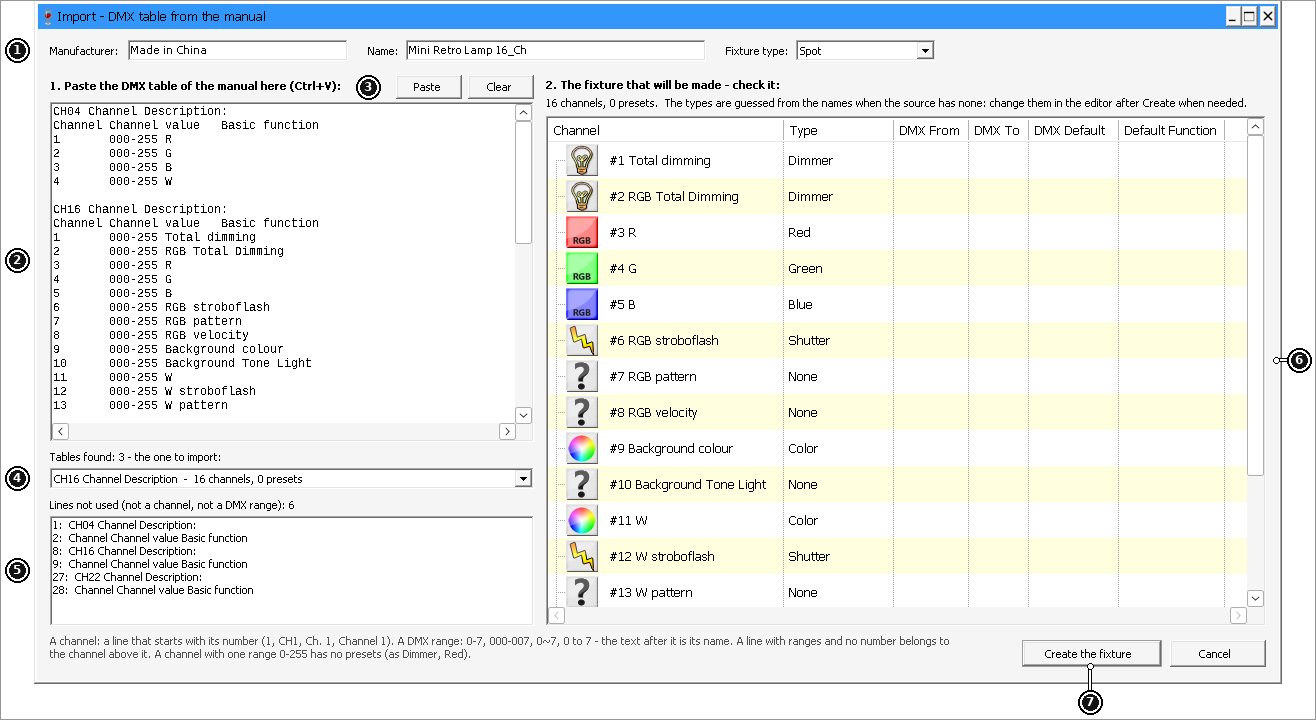 Import - DMX table from the manual
1
Manufacturer: Made in China Name: Mini Retro Lamp 16_Ch Fixture type: Spot
1. Paste the DMX table of the manual here (Ctrl+V): 3 Paste Clear
CH04 Channel Description:
Channel Channel value Basic function
1 000-255 R
2 000-255 G
3 000-255 B
4 000-255 W
CH16 Channel Description:
Channel Channel value Basic function
1 000-255 Total dimming
2 000-255 RGB Total Dimming
3 000-255 R
4 000-255 G
5 000-255 B
6 000-255 RGB stroboflash
7 000-255 RGB pattern
8 000-255 RGB velocity
9 000-255 Background colour
10 000-255 Background Tone Light
11 000-255 W
12 000-255 W stroboflash
13 000-255 W pattern
2
Tables found: 3 - the one to import:
4
CH16 Channel Description - 16 channels, 0 presets
Lines not used (not a channel, not a DMX range): 6
1: CH04 Channel Description:
2: Channel Channel value Basic function
8: CH16 Channel Description:
9: Channel Channel value Basic function
27: CH22 Channel Description:
28: Channel Channel value Basic function
5
2. The fixture that will be made - check it:
16 channels, 0 presets. The types are guessed from the names when the source has none: change them in the editor after Create when needed.
Channel Type DMX From DMX To DMX Default Default Function
#1 Total dimming Dimmer
#2 RGB Total Dimming Dimmer
RGB #3 R Red
RGB #4 G Green
RGB #5 B Blue
#6 RGB stroboflash Shutter
? #7 RGB pattern None
? #8 RGB velocity None
#9 Background colour Color
? #10 Background Tone Light None
#11 W Color
#12 W stroboflash Shutter
? #13 W pattern None
6
A channel: a line that starts with its number (1, CH1, Ch. 1, Channel 1). A DMX range: 0-7, 000-007, 0~7, 0 to 7 - the text after it is its name. A line with ranges and no number belongs to
the channel above it. A channel with one range 0-255 has no presets (as Dimmer, Red).
Create the fixture Cancel
7